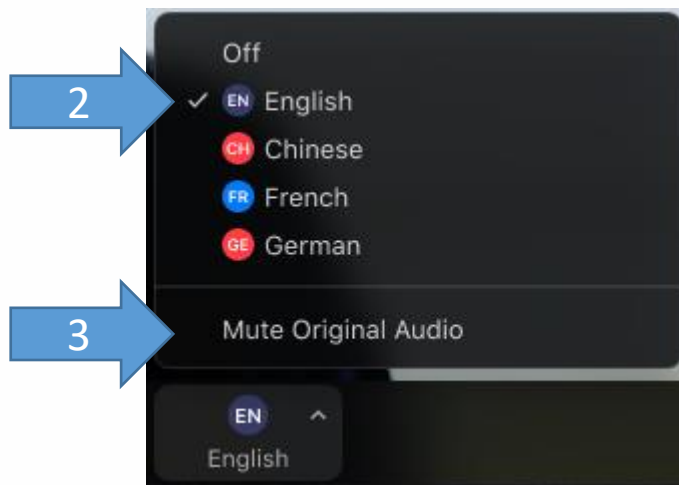 Off
2 ✓ EN English
CH Chinese
FR French
GE German
3 Mute Original Audio
EN
English